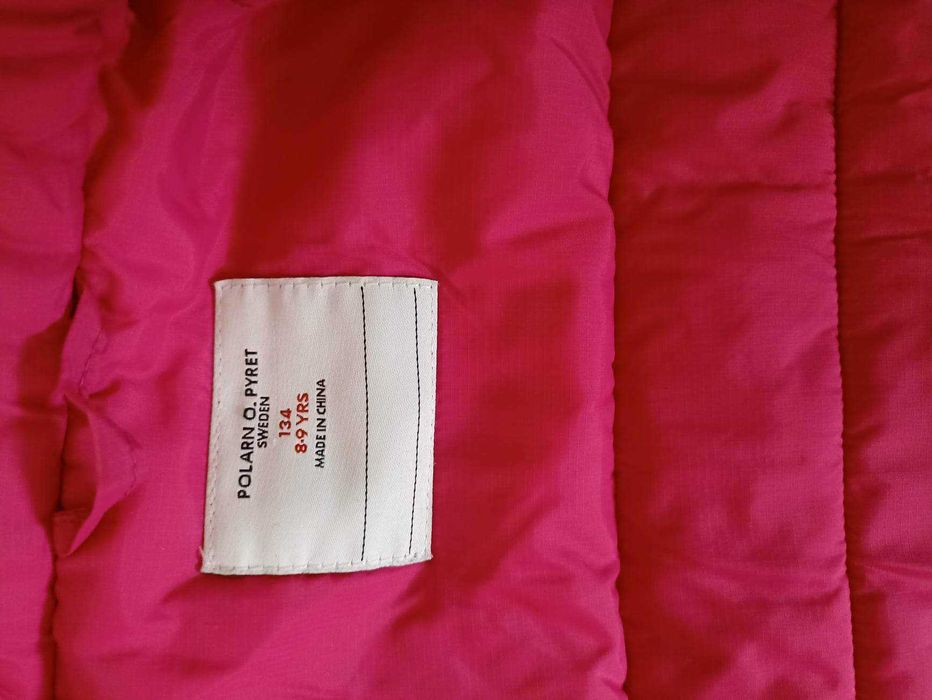 POLARN O. PYRET
SWEDEN
134
8-9 YRS
MADE IN CHINA